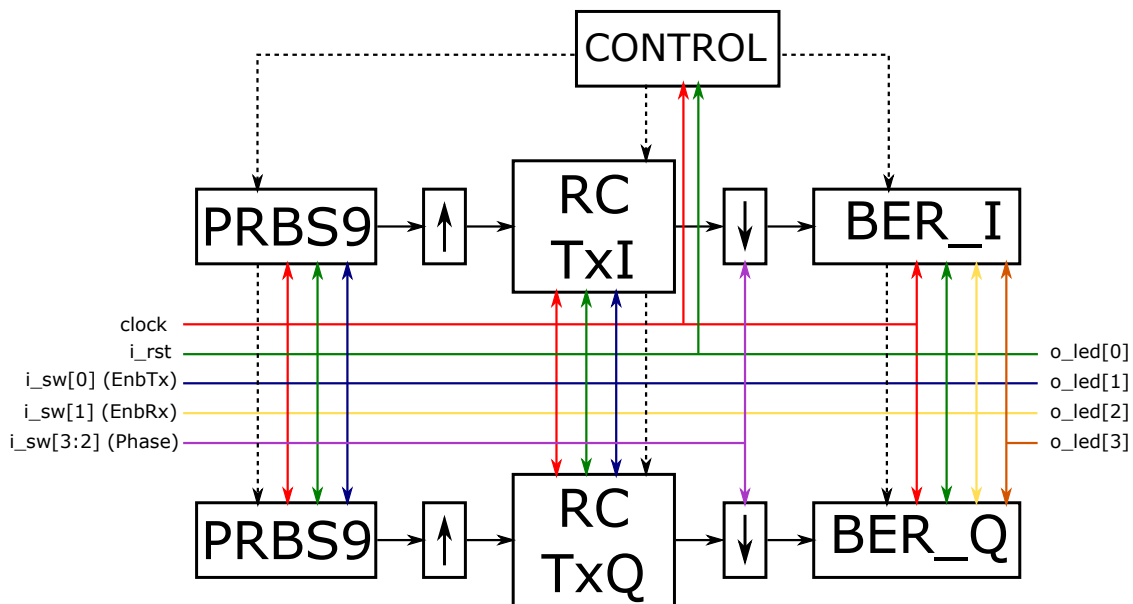 CONTROL
PRBS9
RC
TxI
BER_I
clock
i_rst
i_sw[0] (EnbTx)
i_sw[1] (EnbRx)
i_sw[3:2] (Phase)
o_led[0]
o_led[1]
o_led[2]
o_led[3]
PRBS9
RC
TxQ
BER_Q